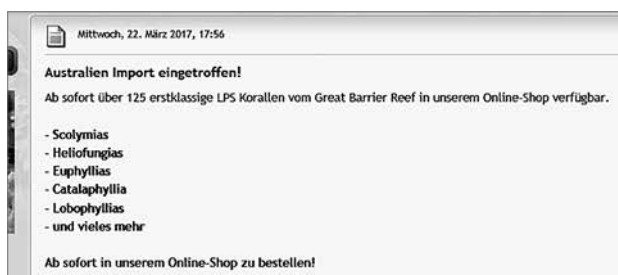 Mittwoch, 22. März 2017, 17:56
Australien Import eingetroffen!
Ab sofort über 125 erstklassige LPS Korallen vom Great Barrier Reef in unserem Online-Shop verfügbar.
- Scolymias
- Heliofungias
- Euphyllias
- Catalaphyllia
- Lobophyllias
- und vieles mehr
Ab sofort in unserem Online-Shop zu bestellen!